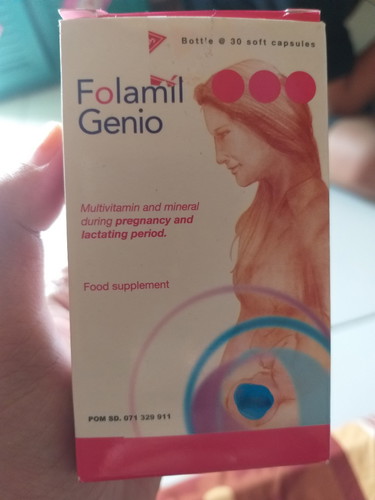 Bott'e @ 30 soft capsules
Folamil
Genio
Multivitamin and mineral
during pregnancy and
lactating period.
Food supplement
POM SD. 071 329 911